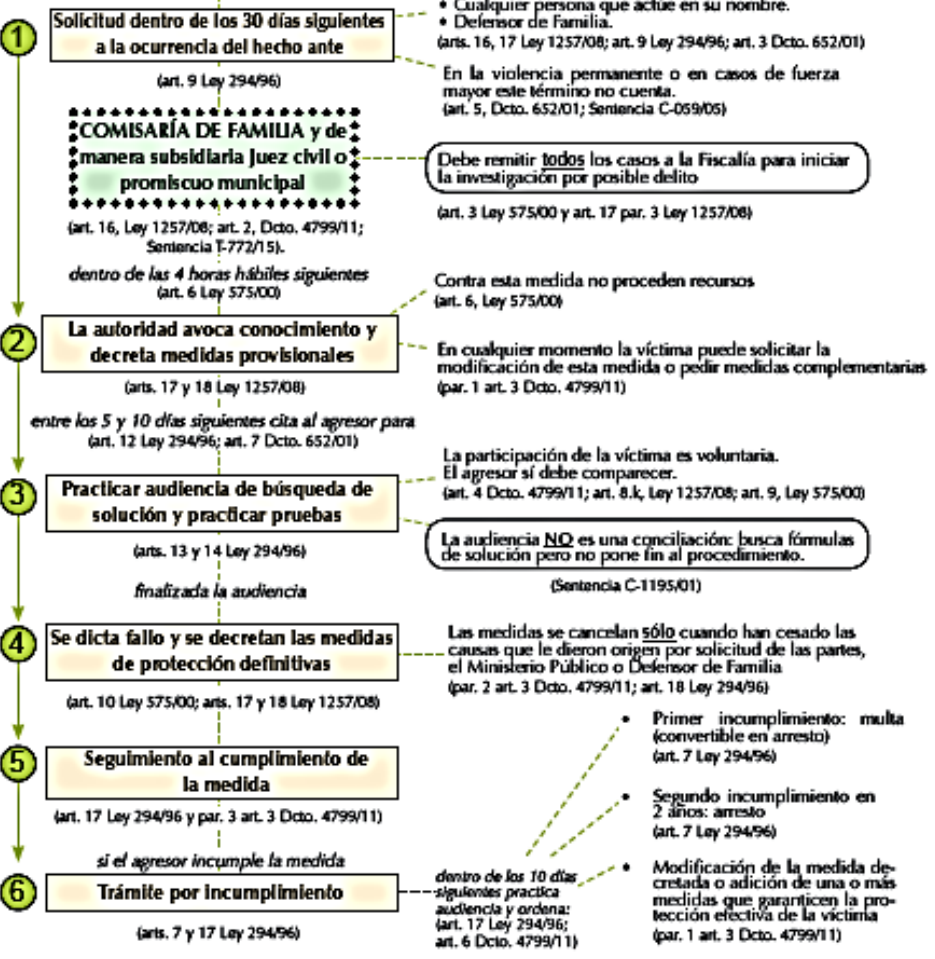 • Cualquier persona que actúe en su nombre.
• Defensor de Familia.
(arts. 16, 17 Ley 1257/08; art. 9 Ley 294/96; art. 3 Dcto. 652/01)
1
Solicitud dentro de los 30 días siguientes
a la ocurrencia del hecho ante
(art. 9 Ley 294/96)
En la violencia permanente o en casos de fuerza
mayor este término no cuenta.
(art. 5, Dcto. 652/01; Sentencia C-059/05)
COMISARÍA DE FAMILIA y de
manera subsidiaria Juez civil o
promiscuo municipal
(art. 16, Ley 1257/08; art. 2, Dcto. 4799/11;
Sentencia T-772/15).
Debe remitir todos los casos a la Fiscalía para iniciar
la investigación por posible delito
(art. 3 Ley 575/00 y art. 17 par. 3 Ley 1257/08)
dentro de las 4 horas hábiles siguientes
(art. 6 Ley 575/00)
2
La autoridad avoca conocimiento y
decreta medidas provisionales
(arts. 17 y 18 Ley 1257/08)
Contra esta medida no proceden recursos
(art. 6, Ley 575/00)
En cualquier momento la víctima puede solicitar la
modificación de esta medida o pedir medidas complementarias
(par. 1 art. 3 Dcto. 4799/11)
entre los 5 y 10 días siguientes cita al agresor para
(art. 12 Ley 294/96; art. 7 Dcto. 652/01)
3
Practicar audiencia de búsqueda de
solución y practicar pruebas
(arts. 13 y 14 Ley 294/96)
La participación de la víctima es voluntaria.
El agresor sí debe comparecer.
(art. 4 Dcto. 4799/11; art. 8.k, Ley 1257/08; art. 9, Ley 575/00)
La audiencia NO es una conciliación: busca fórmulas
de solución pero no pone fin al procedimiento.
(Sentencia C-1195/01)
finalizada la audiencia
4
Se dicta fallo y se decretan las medidas
de protección definitivas
(art. 10 Ley 575/00; arts. 17 y 18 Ley 1257/08)
Las medidas se cancelan sólo cuando han cesado las
causas que le dieron origen por solicitud de las partes,
el Ministerio Público o Defensor de Familia
(par. 2 art. 3 Dcto. 4799/11; art. 18 Ley 294/96)
5
Seguimiento al cumplimiento de
la medida
(art. 17 Ley 294/96 y par. 3 art. 3 Dcto. 4799/11)
si el agresor incumple la medida
6
Trámite por incumplimiento
(arts. 7 y 17 Ley 294/96)
dentro de los 10 días
siguientes practica
audiencia y ordena:
(art. 17 Ley 294/96;
art. 6 Dcto. 4799/11)
• Primer incumplimiento: multa
(convertible en arresto)
(art. 7 Ley 294/96)
• Segundo incumplimiento en
2 años: arresto
(art. 7 Ley 294/96)
• Modificación de la medida de-
cretada o adición de una o más
medidas que garanticen la pro-
tección efectiva de la víctima
(par. 1 art. 3 Dcto. 4799/11)